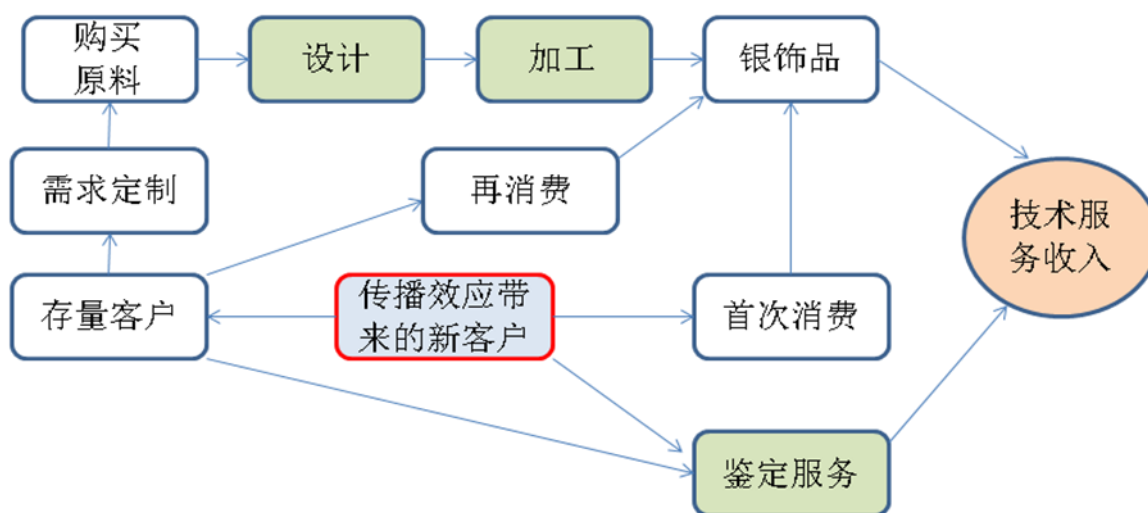 购买
原料
设计
加工
银饰品
需求定制
再消费
技术服
务收入
存量客户
传播效应带
来的新客户
首次消费
鉴定服务